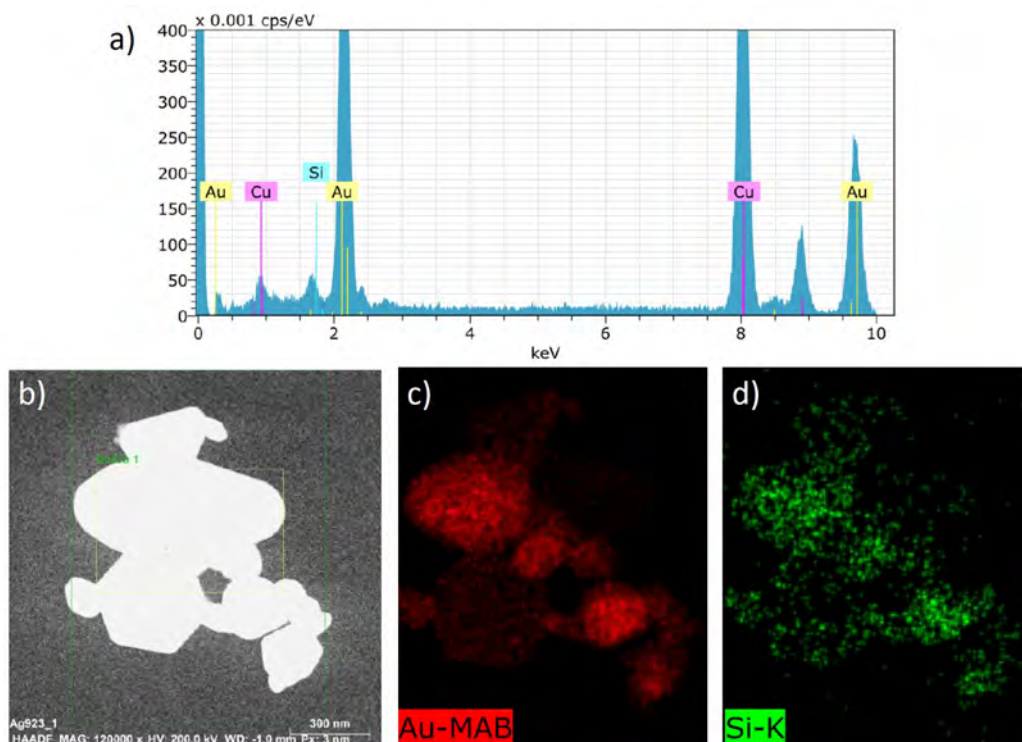 a)
x 0.001 cps/eV
400
350
300
250
200
150
100
50
0
Si
Au Cu Au Cu Au
0 2 4 6 8 10
keV
b)
c)
d)
Ag923_1
300 nm
MAG: 120000 x HV: 200.0 kV WD: -1.0 mm Px: 3 nm
Au-MAB
Si-K